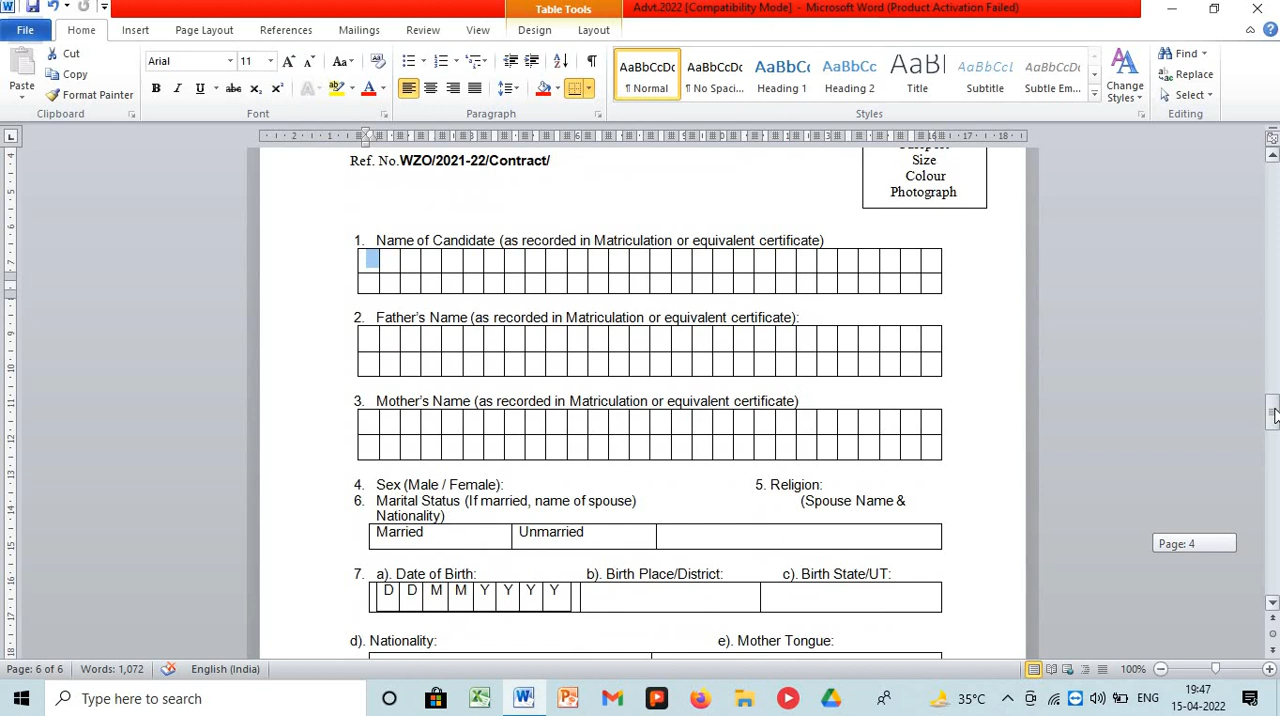 Table Tools
Advt.2022 [Compatibility Mode] - Microsoft Word (Product Activation Failed)
File Home Insert Page Layout References Mailings Review View Design Layout
Paste
Cut
Copy
Format Painter
Clipboard
Arial 11
Font
Paragraph
AaBbCcDc AaBbCcDc AaBbCc AaBbCc AaBl AaBbCcDc AaBbCcDc
¶ Normal ¶ No Spaci... Heading 1 Heading 2 Title Subtitle Subtle Em...
Change Styles
Styles
Find
Replace
Select
Editing
Ref. No.WZO/2021-22/Contract/
Size
Colour
Photograph
1. Name of Candidate (as recorded in Matriculation or equivalent certificate)
2. Father's Name (as recorded in Matriculation or equivalent certificate):
3. Mother's Name (as recorded in Matriculation or equivalent certificate)
4. Sex (Male / Female): 5. Religion:
6. Marital Status (If married, name of spouse) (Spouse Name &
Nationality)
Married Unmarried
7. a). Date of Birth: b). Birth Place/District: c). Birth State/UT:
D D M M Y Y Y Y
d). Nationality: e). Mother Tongue:
Page: 4
Page: 6 of 6 Words: 1,072 English (India) 100%
Type here to search
35°C
ENG
19:47
15-04-2022